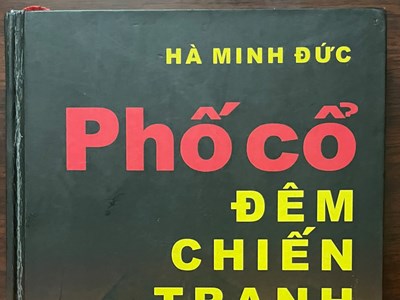 HÀ MINH ĐỨC
Phố cổ
ĐÊM
CHIẾN
TRANH